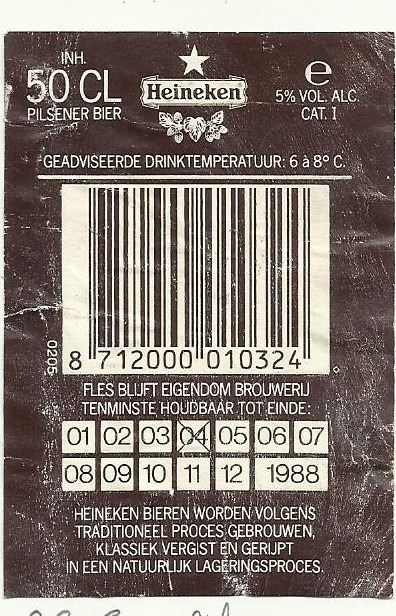 INH.
50 CL
PILSENER BIER
Heineken
e
5% VOL. ALC.
CAT. I
GEADVISEERDE DRINKTEMPERATUUR: 6 à 8° C.
0205
8 712000 010324
FLES BLIJFT EIGENDOM BROUWERIJ
TENMINSTE HOUDBAAR TOT EINDE:
01 02 03 04 05 06 07
08 09 10 11 12 1988
HEINEKEN BIEREN WORDEN VOLGENS
TRADITIONEEL PROCES GEBROUWEN,
KLASSIEK VERGIST EN GERIJPT
IN EEN NATUURLIJK LAGERINGSPROCES.